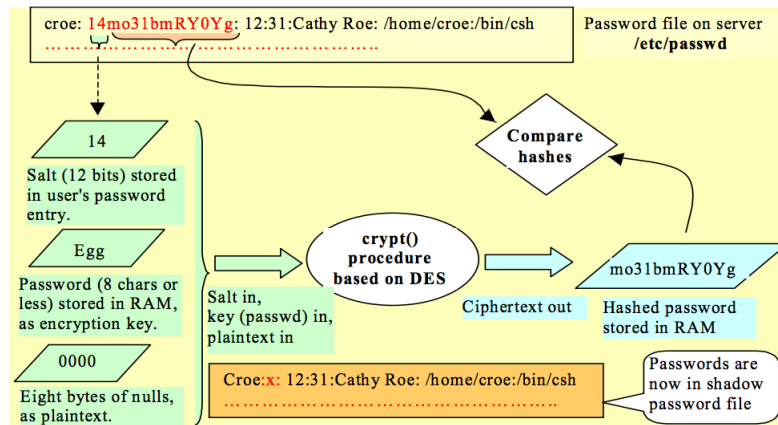 croe: 14mo31bmRY0Yg: 12:31:Cathy Roe: /home/croe:/bin/csh
Password file on server
/etc/passwd
14
Salt (12 bits) stored
in user's password
entry.
Compare
hashes
Egg
Password (8 chars or
less) stored in RAM,
as encryption key.
0000
Eight bytes of nulls,
as plaintext.
Salt in,
key (passwd) in,
plaintext in
crypt()
procedure
based on DES
Ciphertext out
mo31bmRY0Yg
Hashed password
stored in RAM
Croe:x: 12:31:Cathy Roe: /home/croe:/bin/csh
Passwords are
now in shadow
password file